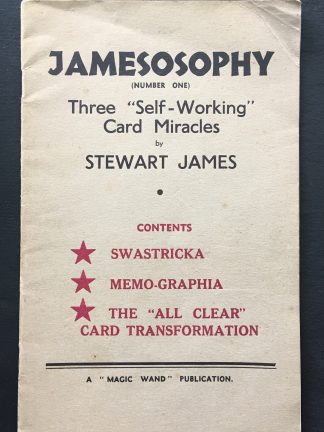 JAMESOSOPHY
(NUMBER ONE)
Three "Self-Working"
Card Miracles
by
STEWART JAMES
CONTENTS
SWASTRICKA
MEMO-GRAPHIA
THE "ALL CLEAR"
CARD TRANSFORMATION
A "MAGIC WAND" PUBLICATION.